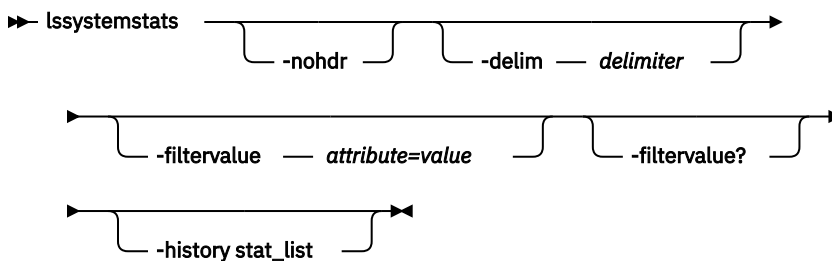 lssystemstats
-nohdr -delim delimiter
-filtervalue attribute=value -filtervalue?
-history stat_list